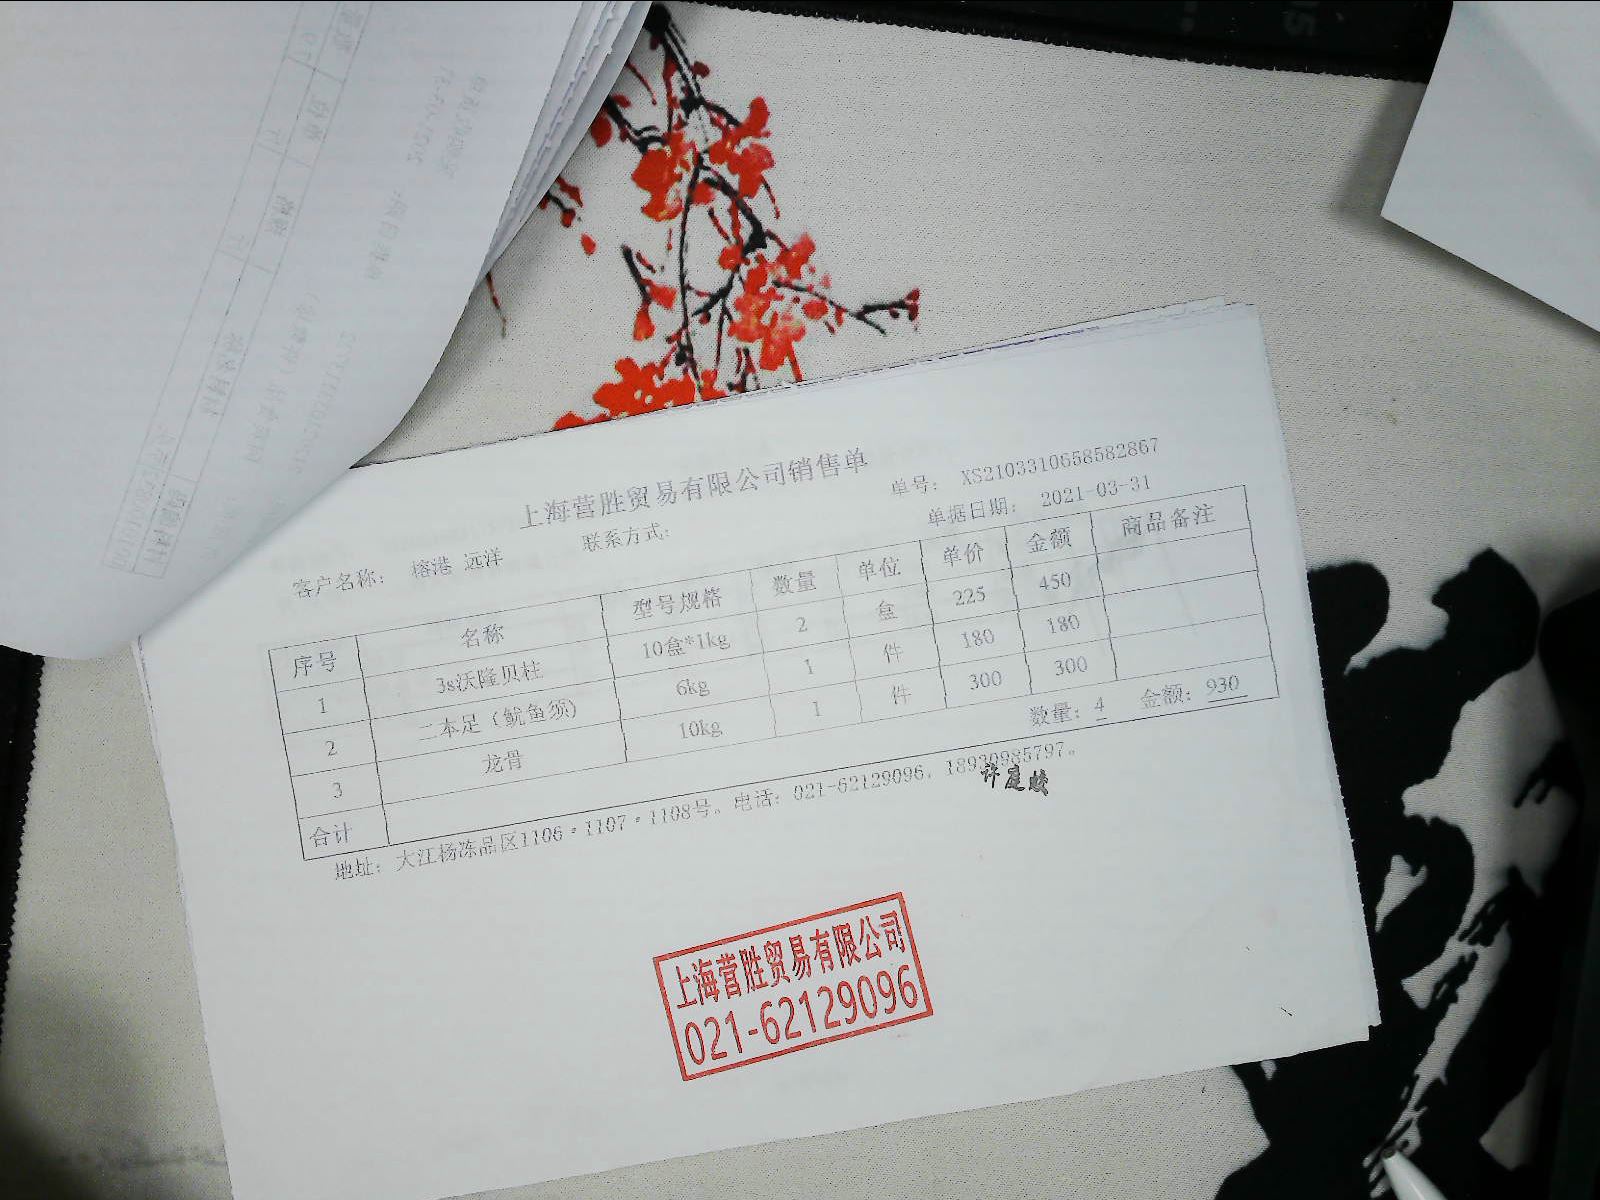 上海营胜贸易有限公司销售单
单号: XS2103310658582867
客户名称: 榕港 远洋 联系方式: 单据日期: 2021-03-31
序号 名称 型号规格 数量 单位 单价 金额 商品备注
1 3s沃隆贝柱 10盒*1kg 2 盒 225 450
2 二本足（鱿鱼须） 6kg 1 件 180 180
3 龙骨 10kg 1 件 300 300
合计 数量: 4 金额: 930
地址: 大江杨冻品区1106·1107·1108号。电话: 021-62129096, 18930985797。
上海营胜贸易有限公司
021-62129096